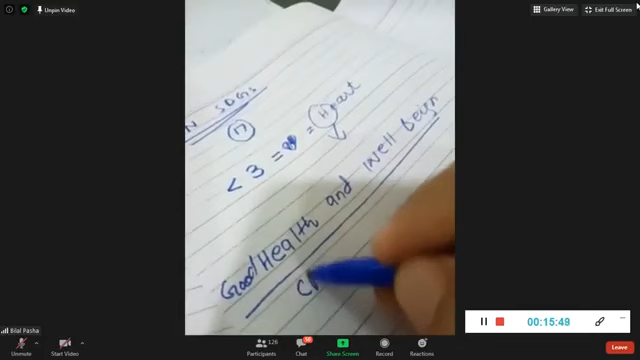 Unpin Video
Gallery View
Exit Full Screen
N SDGs
17
<3 = = Heart
Good Health and Well Being
Bilal Pasha
00:15:49
126
Unmute
Start Video
Participants
Chat
Share Screen
Record
Reactions
Leave